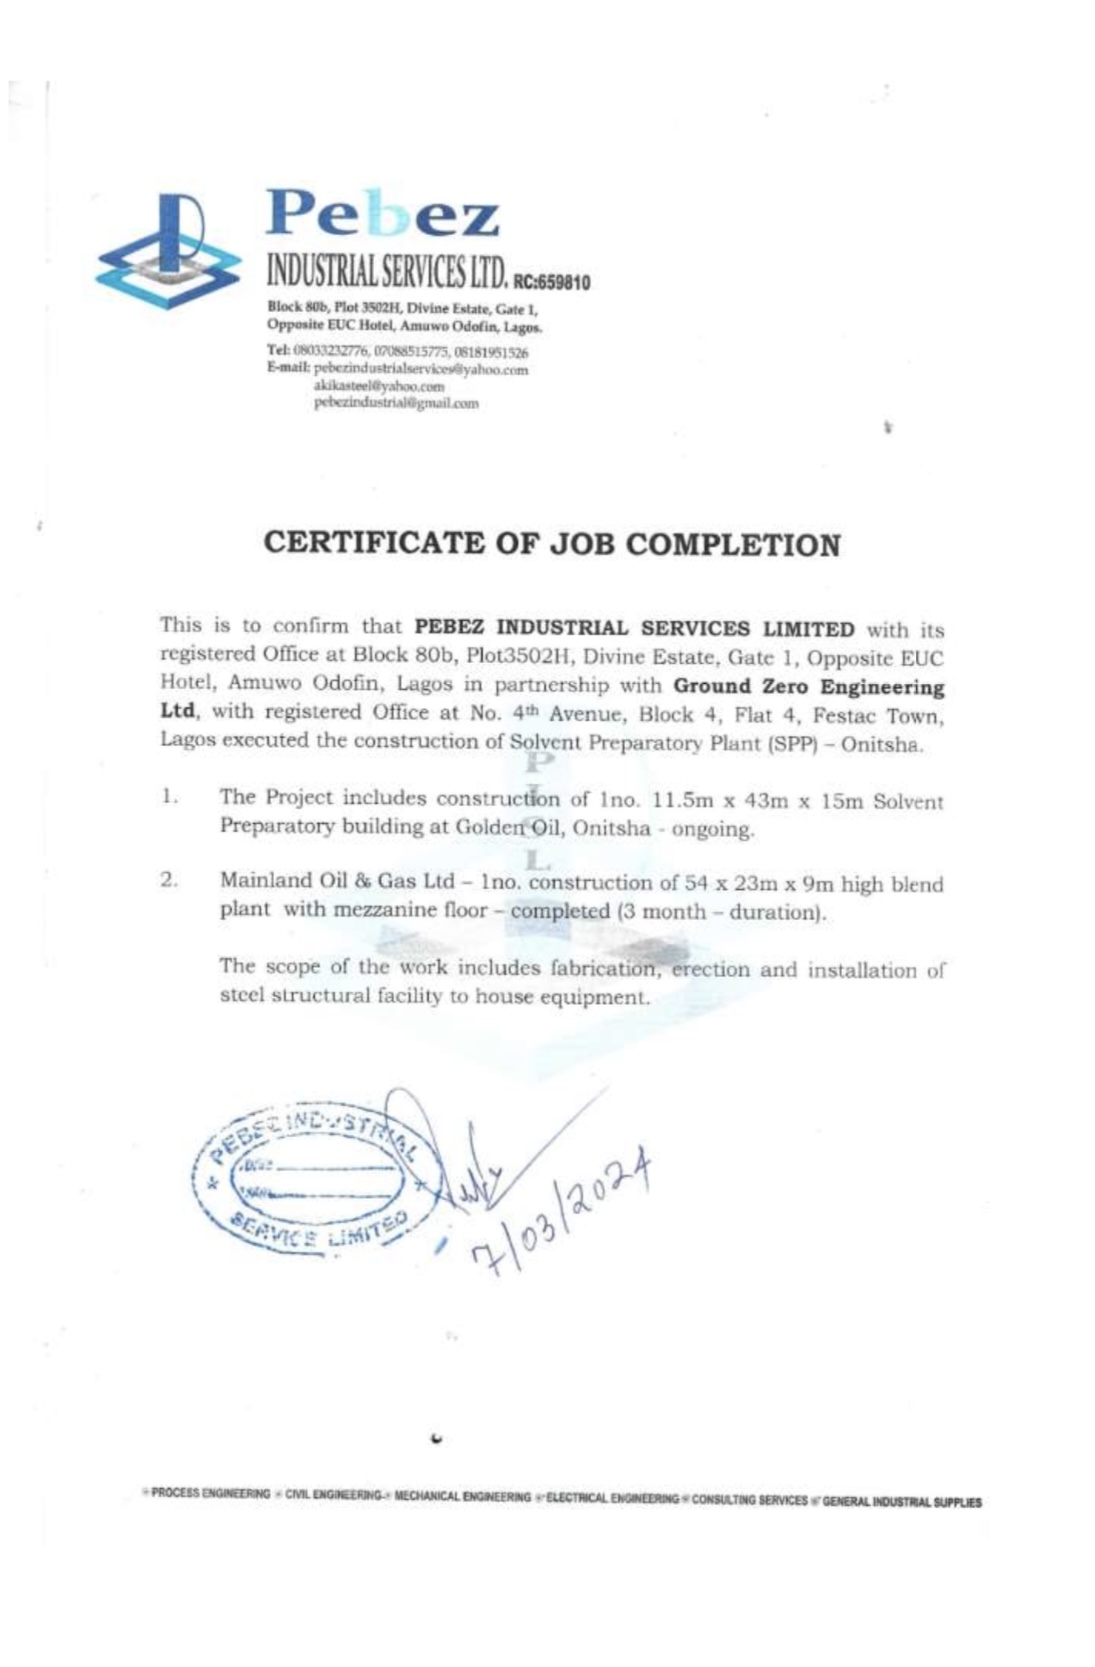 Pebez
INDUSTRIAL SERVICES LTD. RC:659810
Block 80b, Plot 3502H, Divine Estate, Gate 1,
Opposite EUC Hotel, Amuwo Odofin, Lagos.
Tel: 08033232776, 07088515775, 08181951526
E-mail: pebezindustrialservices@yahoo.com
akikasteel@yahoo.com
pebezindustrial@gmail.com
CERTIFICATE OF JOB COMPLETION
This is to confirm that PEBEZ INDUSTRIAL SERVICES LIMITED with its
registered Office at Block 80b, Plot3502H, Divine Estate, Gate 1, Opposite EUC
Hotel, Amuwo Odofin, Lagos in partnership with Ground Zero Engineering
Ltd, with registered Office at No. 4th Avenue, Block 4, Flat 4, Festac Town,
Lagos executed the construction of Solvent Preparatory Plant (SPP) – Onitsha.
1. The Project includes construction of 1no. 11.5m x 43m x 15m Solvent
Preparatory building at Golden Oil, Onitsha - ongoing.
2. Mainland Oil & Gas Ltd – 1no. construction of 54 x 23m x 9m high blend
plant with mezzanine floor – completed (3 month – duration).
The scope of the work includes fabrication, erection and installation of
steel structural facility to house equipment.
P
I
S
L
PEBEZ INDUSTRIAL
SERVICE LIMITED
7/03/2024
PROCESS ENGINEERING CIVIL ENGINEERING MECHANICAL ENGINEERING ELECTRICAL ENGINEERING CONSULTING SERVICES GENERAL INDUSTRIAL SUPPLIES